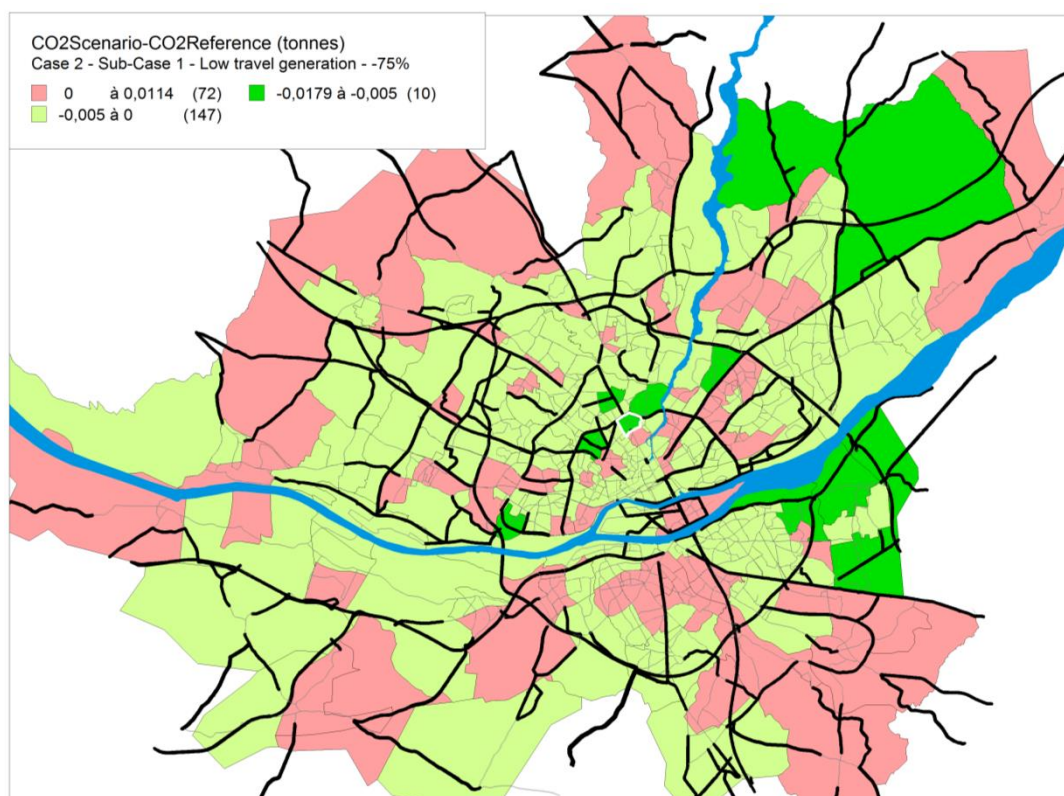 CO2Scenario-CO2Reference (tonnes)
Case 2 - Sub-Case 1 - Low travel generation - -75%
0 à 0,0114 (72) -0,0179 à -0,005 (10)
-0,005 à 0 (147)